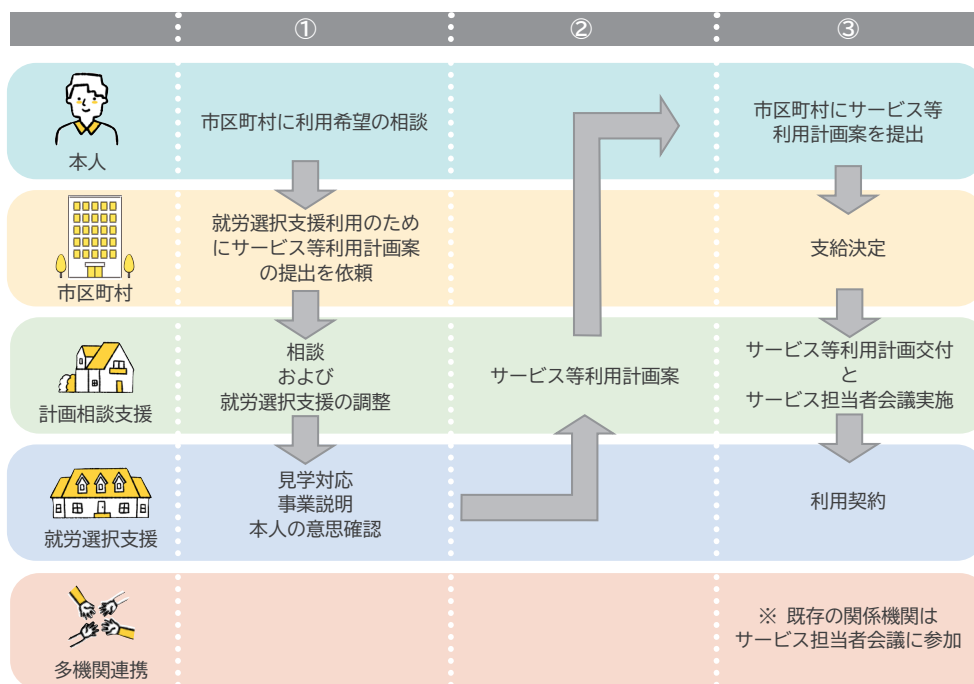 ①
②
③
本人
市区町村に利用希望の相談
市区町村にサービス等
利用計画案を提出
市区町村
就労選択支援利用のため
にサービス等利用計画案
の提出を依頼
支給決定
計画相談支援
相談
および
就労選択支援の調整
サービス等利用計画案
サービス等利用計画交付
と
サービス担当者会議実施
就労選択支援
見学対応
事業説明
本人の意思確認
利用契約
多機関連携
※ 既存の関係機関は
サービス担当者会議に参加